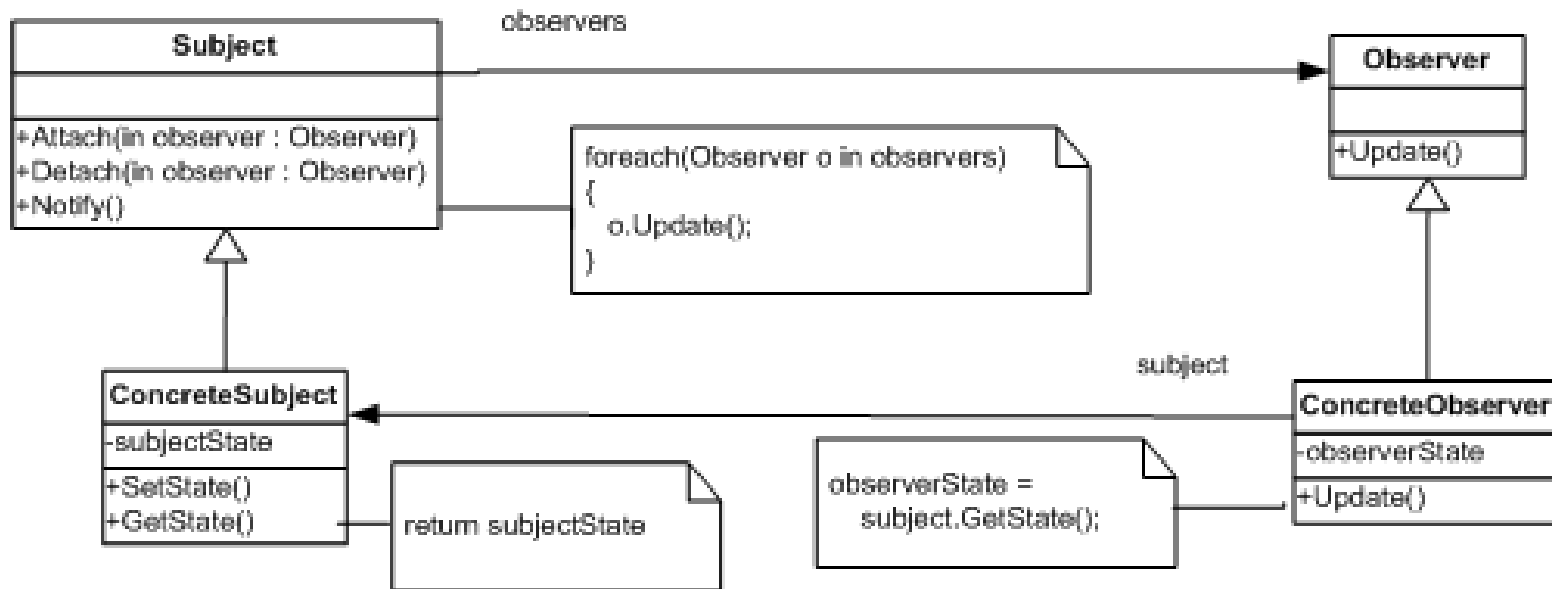 observers
Subject
+Attach(in observer : Observer)
+Detach(in observer : Observer)
+Notify()
foreach(Observer o in observers)
{
o.Update();
}
Observer
+Update()
subject
ConcreteSubject
-subjectState
+SetState()
+GetState()
return subjectState
observerState =
subject.GetState();
ConcreteObserver
-observerState
+Update()